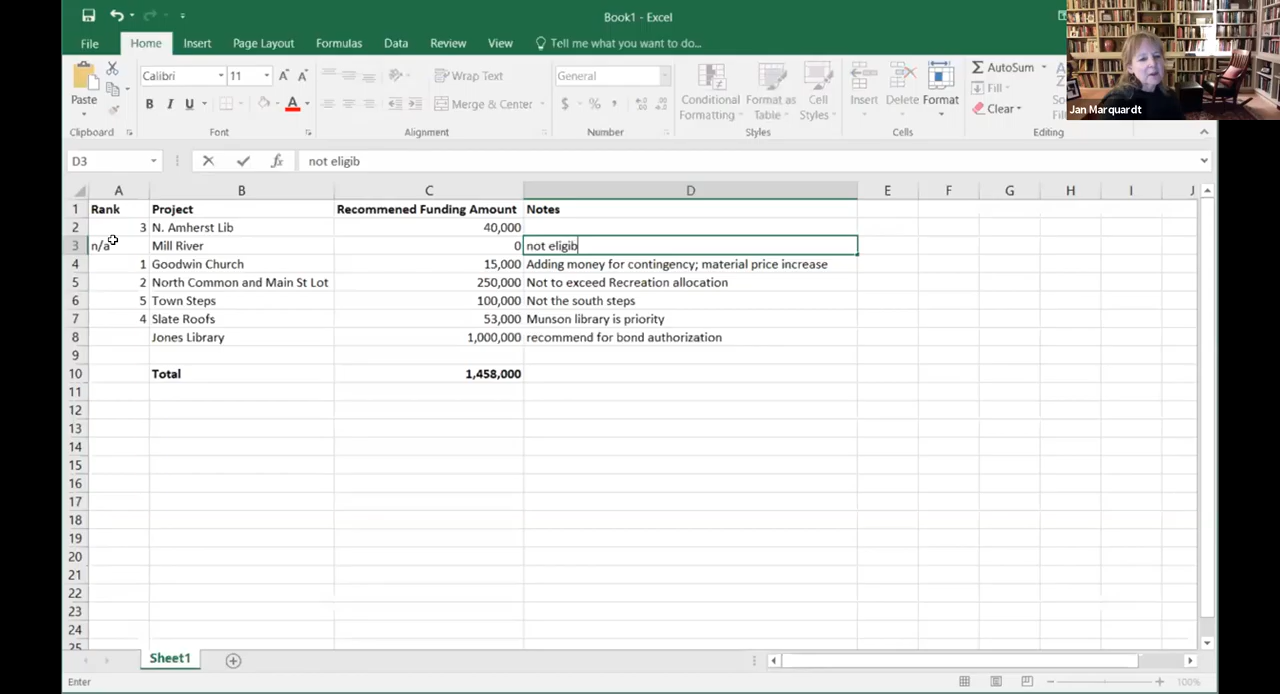 Book1 - Excel
File Home Insert Page Layout Formulas Data Review View Tell me what you want to do...
Jan Marquardt
Paste
Calibri 11 A A
B I U A
Wrap Text
Merge & Center
General
$ % ,
Conditional Formatting
Format as Table
Cell Styles
Insert Delete Format
AutoSum
Fill
Clear
Clipboard Font Alignment Number Styles Cells Editing
D3 fx not eligib
A B C D E F G H I J
1 Rank Project Recommened Funding Amount Notes
2 3 N. Amherst Lib 40,000
3 n/a Mill River 0 not eligib
4 1 Goodwin Church 15,000 Adding money for contingency; material price increase
5 2 North Common and Main St Lot 250,000 Not to exceed Recreation allocation
6 5 Town Steps 100,000 Not the south steps
7 4 Slate Roofs 53,000 Munson library is priority
8 Jones Library 1,000,000 recommend for bond authorization
9
10 Total 1,458,000
11
12
13
14
15
16
17
18
19
20
21
22
23
24
25
Sheet1
Enter 100%